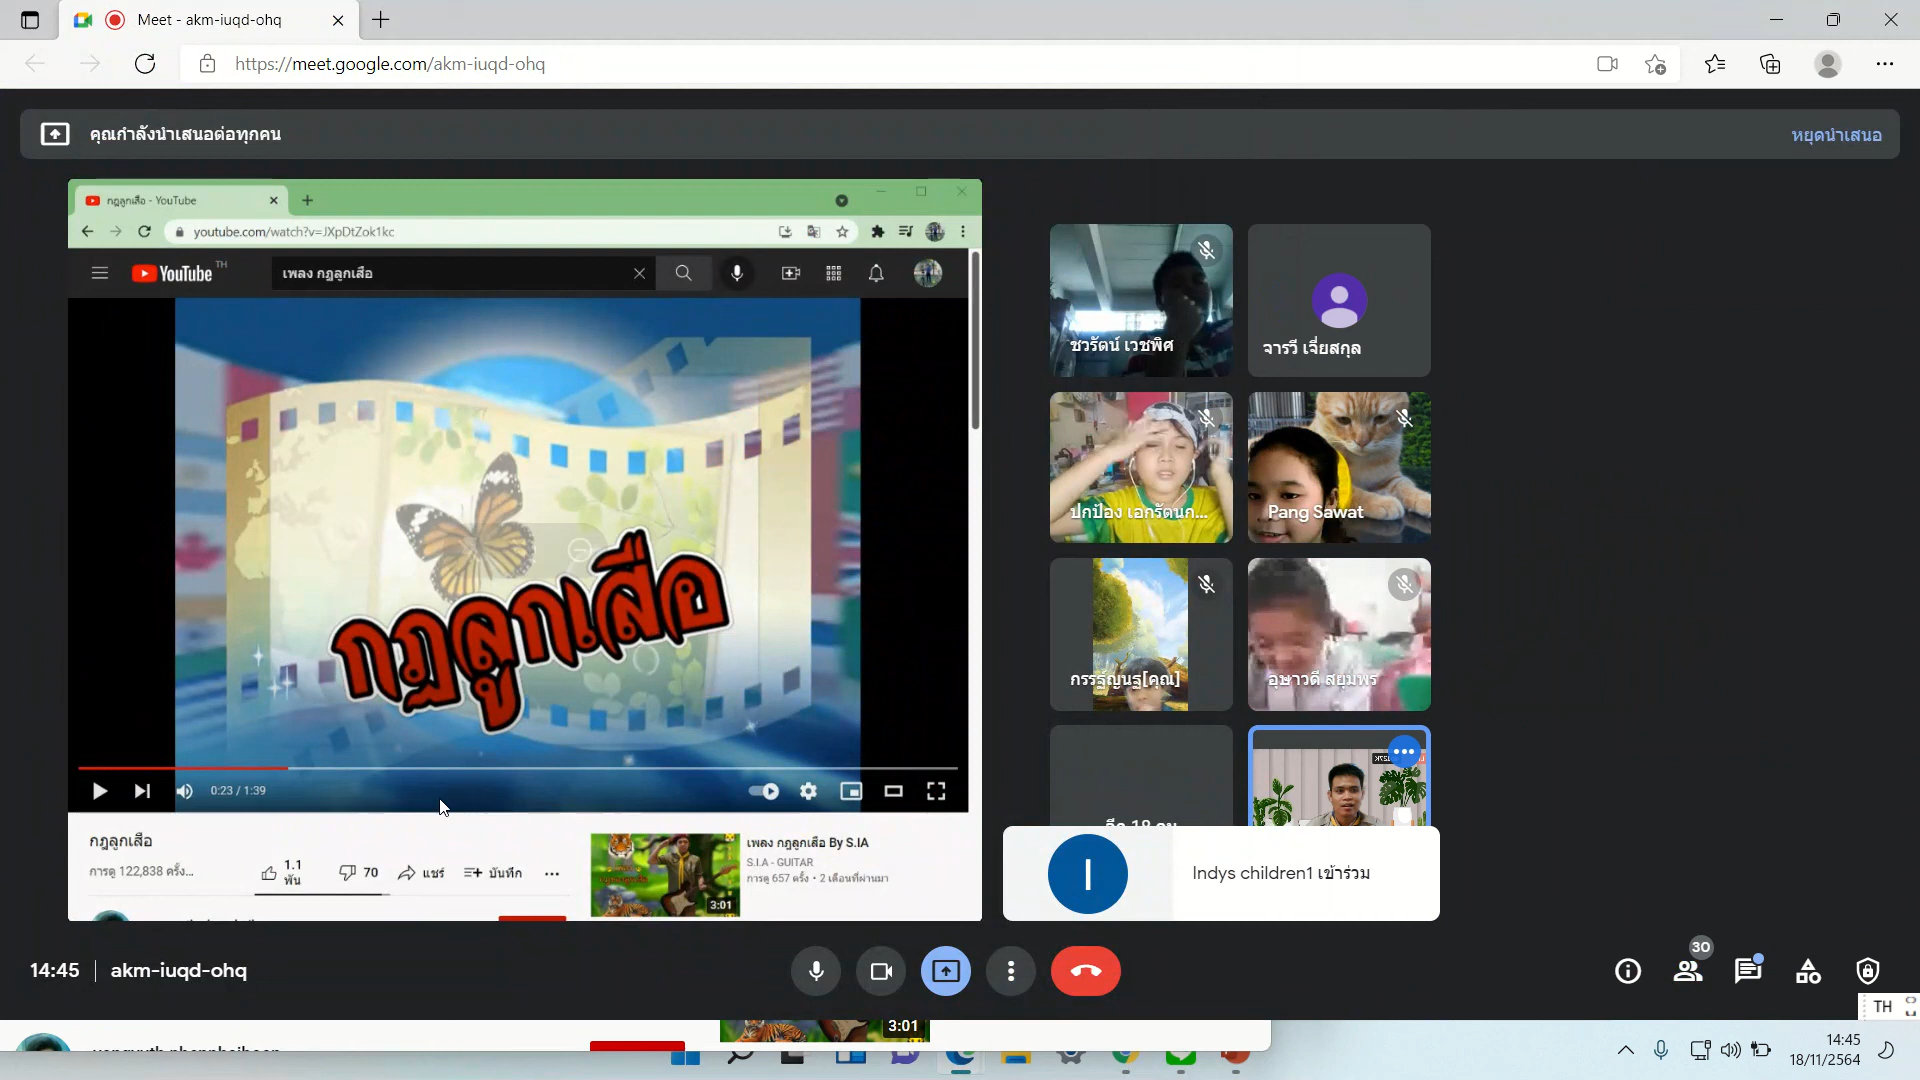 Meet - akm-iuqd-ohq
https://meet.google.com/akm-iuqd-ohq
คุณกำลังนำเสนอต่อทุกคน
หยุดนำเสนอ
กฎลูกเสือ - YouTube
youtube.com/watch?v=JXpDtZok1kc
YouTube TH
เพลง กฎลูกเสือ
กฎลูกเสือ
0:23 / 1:39
กฎลูกเสือ
การดู 122,838 ครั้ง...
1.1 พัน
70
แชร์
บันทึก
3:01
เพลง กฎลูกเสือ By S.IA
S.I.A - GUITAR
การดู 657 ครั้ง • 2 เดือนที่ผ่านมา
ชวรัตน์ เวชพิศ
จารวี เจี่ยสกุล
ปกป้อง เอกรัตนก...
Pang Sawat
กรรฐ์ญนฐ[คุณ]
อุษาวดี สยุมพร
อีก 18 คน
I
Indys children1 เข้าร่วม
14:45
akm-iuqd-ohq
30
TH
3:01
14:45
18/11/2564